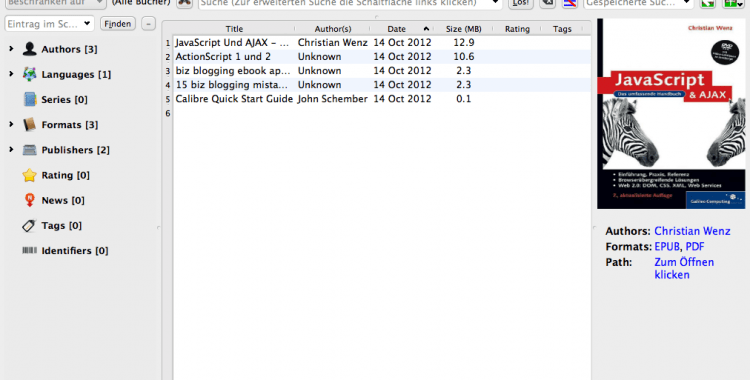 Beschränken auf (Alle Bücher) Suche (Zur erweiterten Suche die Schaltfläche links klicken) Los! Gespeicherte Suc...
Eintrag im Sc... Finden –
Authors [3]
Languages [1]
Series [0]
Formats [3]
Publishers [2]
Rating [0]
News [0]
Tags [0]
Identifiers [0]
Title Author(s) Date Size (MB) Rating Tags
1 JavaScript Und AJAX – ... Christian Wenz 14 Oct 2012 12.9
2 ActionScript 1 und 2 Unknown 14 Oct 2012 10.6
3 biz blogging ebook ap... Unknown 14 Oct 2012 2.3
4 15 biz blogging mista... Unknown 14 Oct 2012 2.3
5 Calibre Quick Start Guide John Schember 14 Oct 2012 0.1
6
Christian Wenz
JavaScript
Das umfassende Handbuch
& AJAX
• Einführung, Praxis, Referenz
• Browserübergreifende Lösungen
• Web 2.0: DOM, CSS, XML, Web Services
7., aktualisierte Auflage
Galileo Computing
Authors: Christian Wenz
Formats: EPUB, PDF
Path: Zum Öffnen
klicken